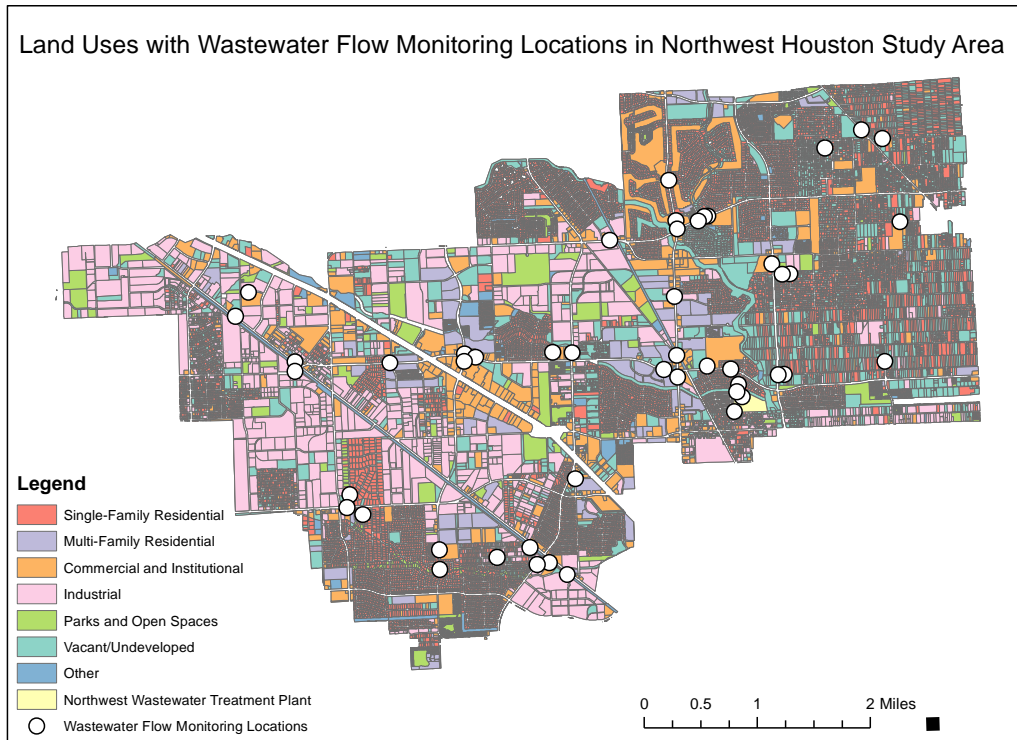 Land Uses with Wastewater Flow Monitoring Locations in Northwest Houston Study Area
Legend
Single-Family Residential
Multi-Family Residential
Commercial and Institutional
Industrial
Parks and Open Spaces
Vacant/Undeveloped
Other
Northwest Wastewater Treatment Plant
Wastewater Flow Monitoring Locations
0 0.5 1 2 Miles